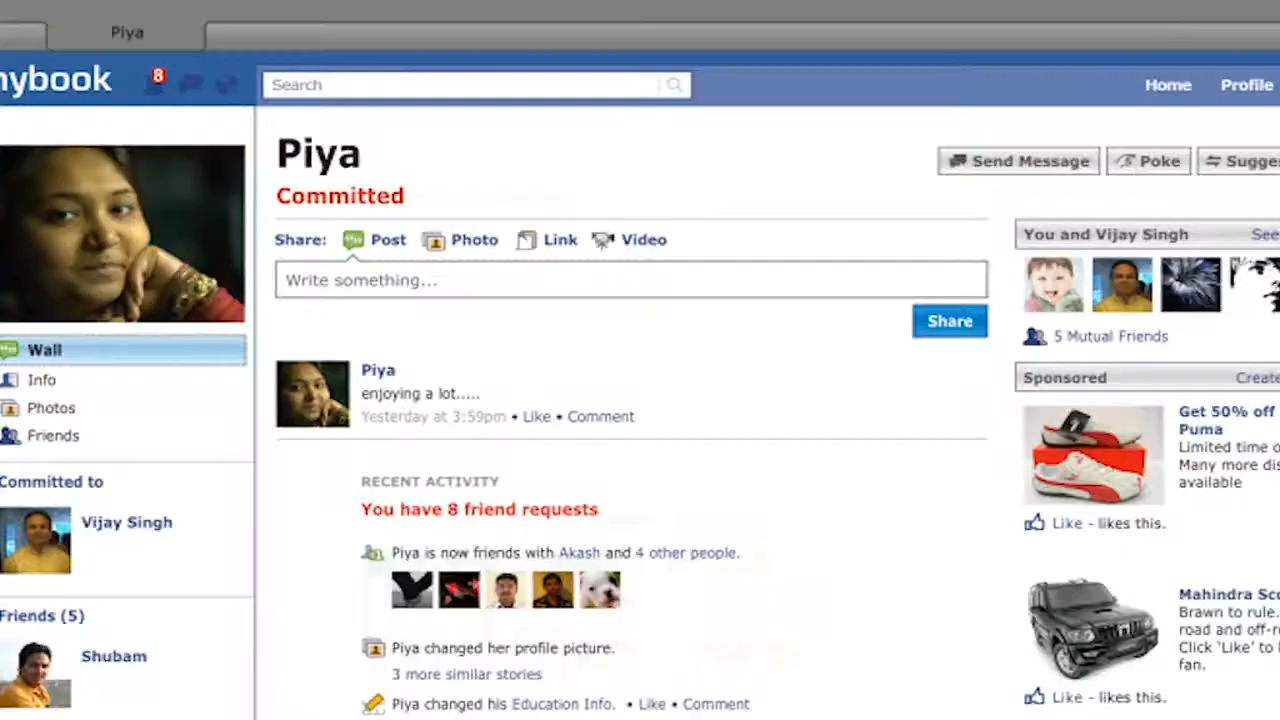 Piya
nybook
8
Search
Home
Profile
Piya
Committed
Send Message
Poke
Sugge
Share:
Post
Photo
Link
Video
Write something...
Share
You and Vijay Singh
See
5 Mutual Friends
Wall
Info
Photos
Friends
Piya
enjoying a lot.....
Yesterday at 3:59pm • Like • Comment
Sponsored
Create
Get 50% off
Puma
Limited time o
Many more dis
available
Like - likes this.
Committed to
Vijay Singh
RECENT ACTIVITY
You have 8 friend requests
Piya is now friends with Akash and 4 other people.
Friends (5)
Shubam
Piya changed her profile picture.
3 more similar stories
Piya changed his Education Info. • Like • Comment
Mahindra Sco
Brawn to rule.
road and off-r
Click 'Like' to
fan.
Like - likes this.